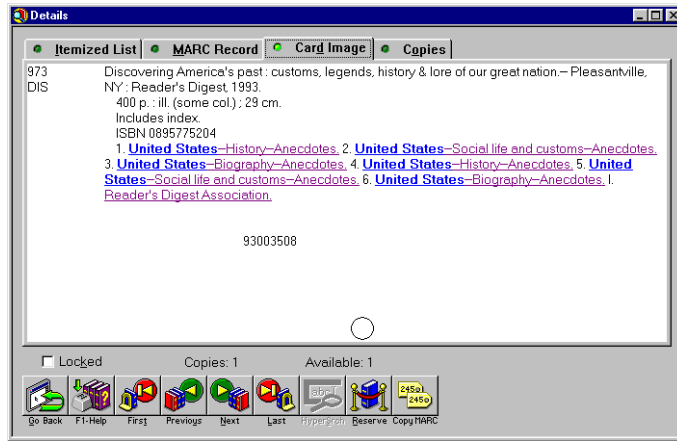 Details
Itemized List MARC Record Card Image Copies
973 Discovering America's past : customs, legends, history & lore of our great nation.– Pleasantville,
DIS NY : Reader's Digest, 1993.
400 p. : ill. (some col.) ; 29 cm.
Includes index.
ISBN 0895775204
1. United States–History–Anecdotes. 2. United States–Social life and customs–Anecdotes.
3. United States–Biography–Anecdotes. 4. United States–History–Anecdotes. 5. United
States–Social life and customs–Anecdotes. 6. United States–Biography–Anecdotes. I.
Reader's Digest Association.
93003508
Locked Copies: 1 Available: 1
abc
245a
245a
Go Back F1-Help First Previous Next Last HyperSrch Reserve Copy MARC